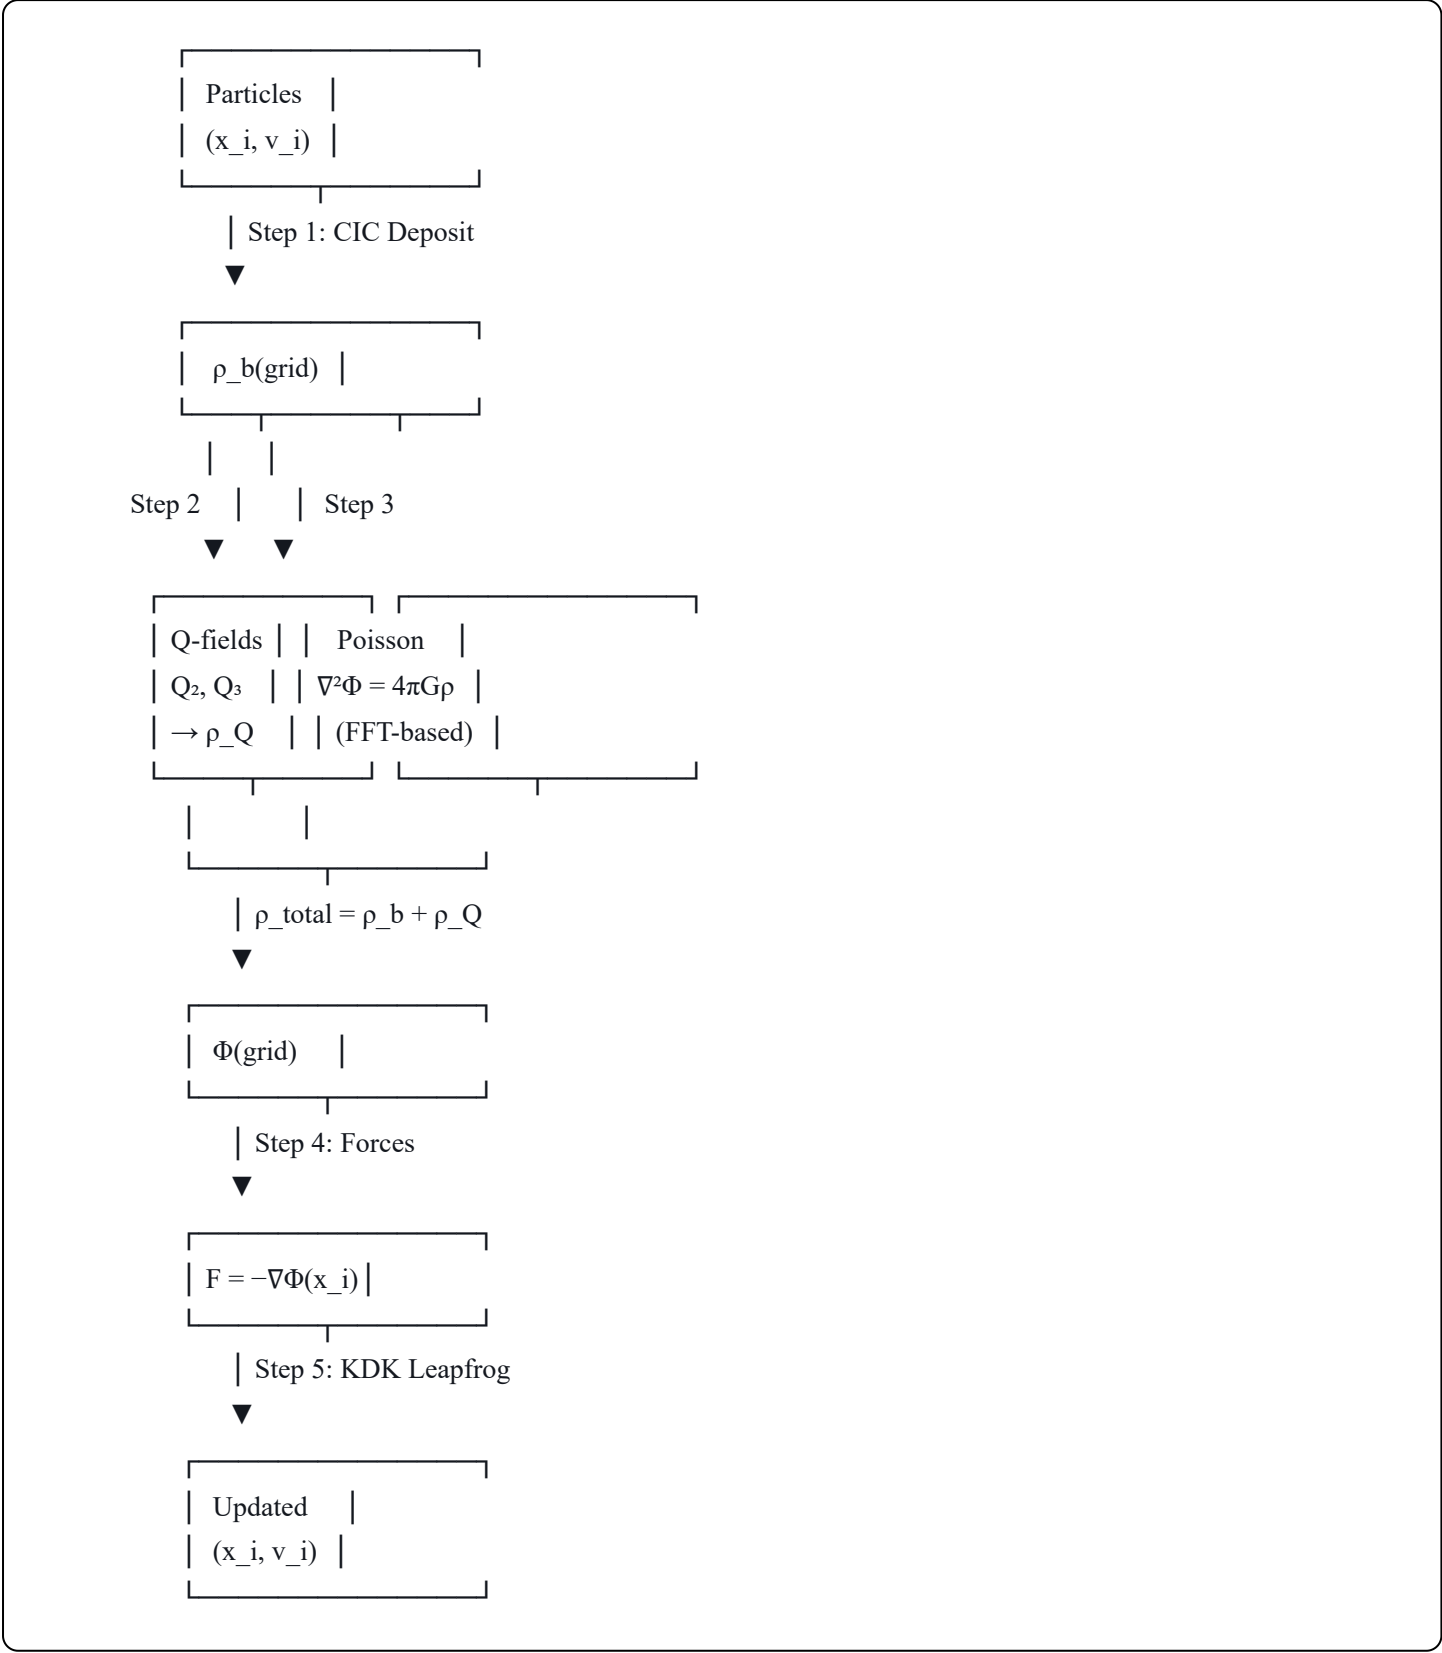 Particles
(x_i, v_i)
Step 1: CIC Deposit
ρ_b(grid)
Step 2 Step 3
Q-fields Poisson
Q₂, Q₃ ∇²Φ = 4πGρ
→ ρ_Q (FFT-based)
ρ_total = ρ_b + ρ_Q
Φ(grid)
Step 4: Forces
F = −∇Φ(x_i)
Step 5: KDK Leapfrog
Updated
(x_i, v_i)